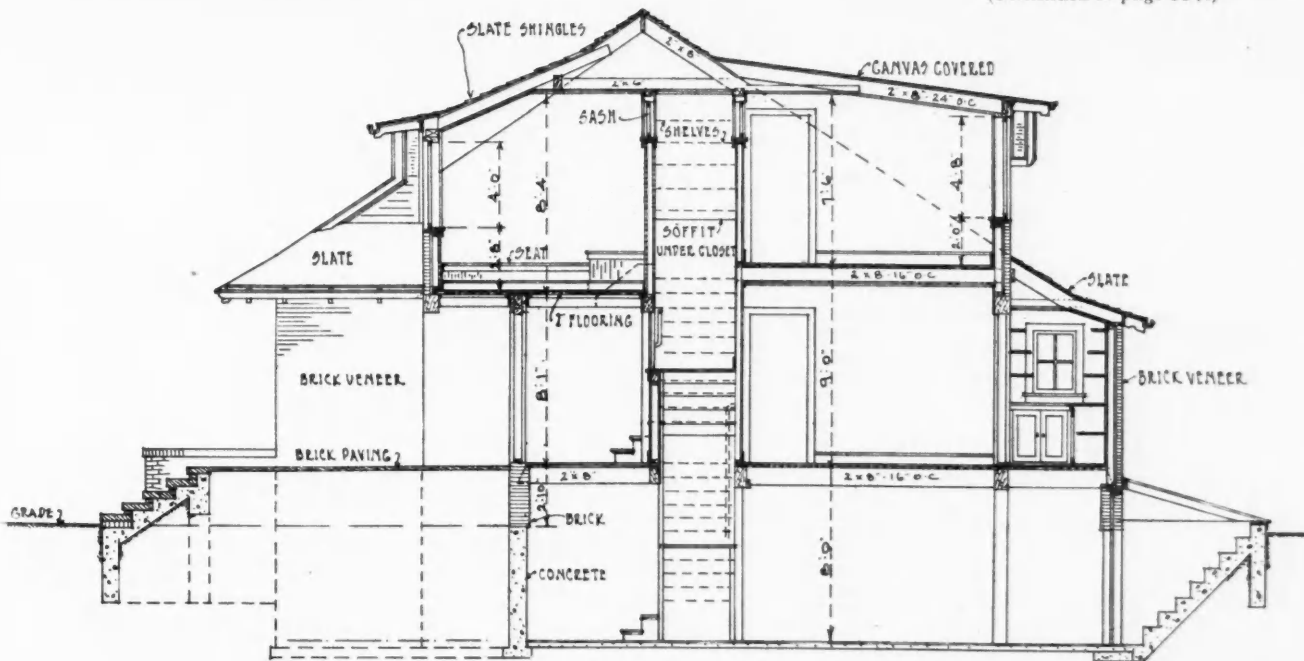 SLATE SHINGLES
2" x 8"
CANVAS COVERED
2" x 6"
2" x 8"-24" O·C
SASH
SHELVES
4'-0"
8'-4"
7'-6"
4'-8"
2'-0"
SLATE
SEAT
SOFFIT
UNDER CLOSET
2 x 8-16" O·C
SLATE
FLOORING
BRICK VENEER
8'-1"
9'-0"
BRICK VENEER
BRICK PAVING
2 x 8"
2 x 8"-16" O·C
GRADE
2'-10"
BRICK
CONCRETE